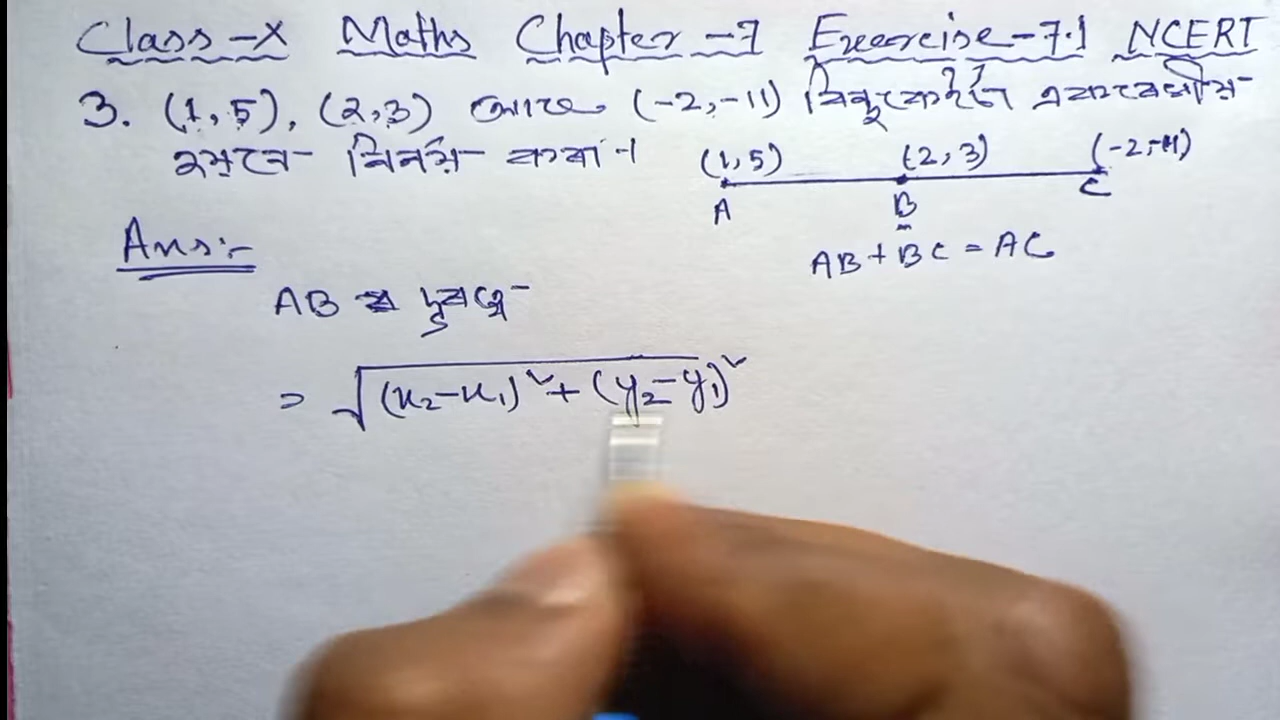 Class-X Maths Chapter-7 Exercise-7.1 NCERT
3. (1,5), (2,3) আৰু (-2,-11) বিন্দুকেইটা একৰেখীয়
হয়নে নিৰ্ণয় কৰা।
(1,5) (2,3) (-2,-11)
A B C
AB + BC = AC
Ans:-
AB ৰ দূৰত্ব
= √(x₂-x₁)² + (y₂-y₁)²